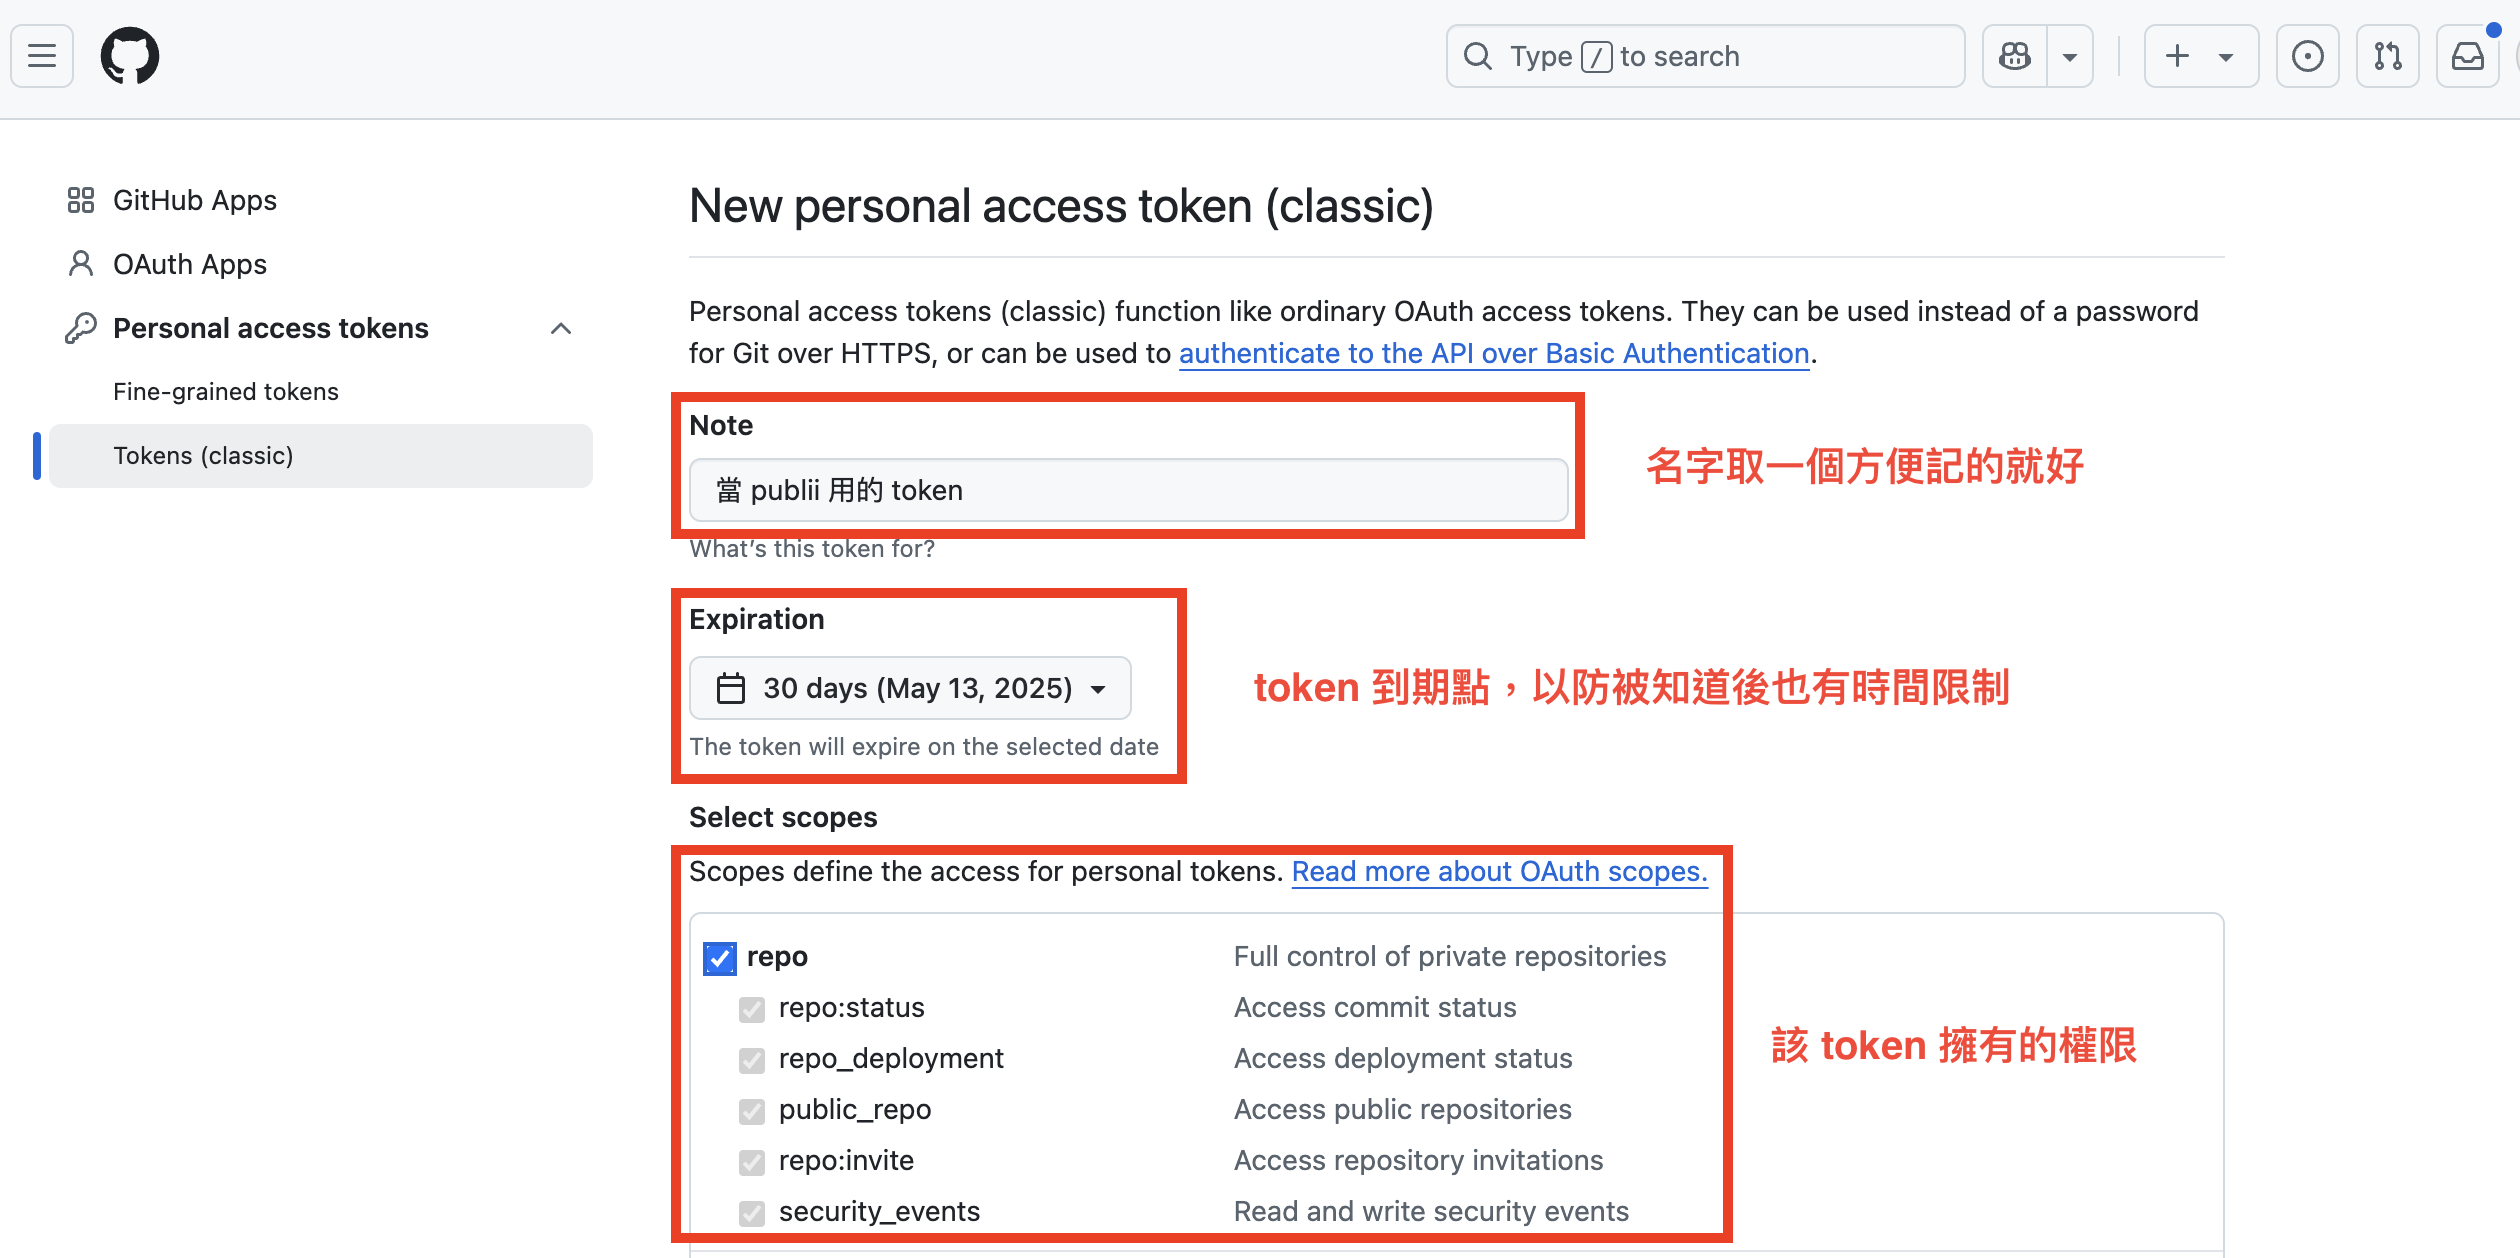 Type / to search
GitHub Apps
OAuth Apps
Personal access tokens
Fine-grained tokens
Tokens (classic)
New personal access token (classic)
Personal access tokens (classic) function like ordinary OAuth access tokens. They can be used instead of a password
for Git over HTTPS, or can be used to authenticate to the API over Basic Authentication.
Note
當 publii 用的 token
名字取一個方便記的就好
What's this token for?
Expiration
30 days (May 13, 2025)
token 到期點，以防被知道後也有時間限制
The token will expire on the selected date
Select scopes
Scopes define the access for personal tokens. Read more about OAuth scopes.
repo Full control of private repositories
repo:status Access commit status
repo_deployment Access deployment status
該 token 擁有的權限
public_repo Access public repositories
repo:invite Access repository invitations
security_events Read and write security events